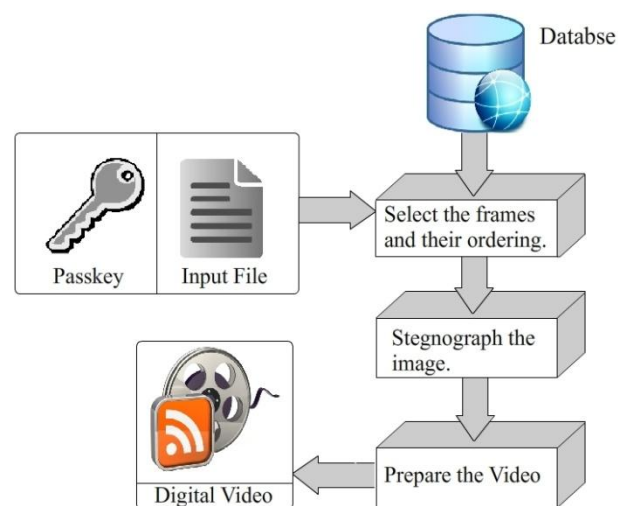 Databse
Passkey
Input File
Select the frames
and their ordering.
Stegnograph the
image.
Prepare the Video
Digital Video